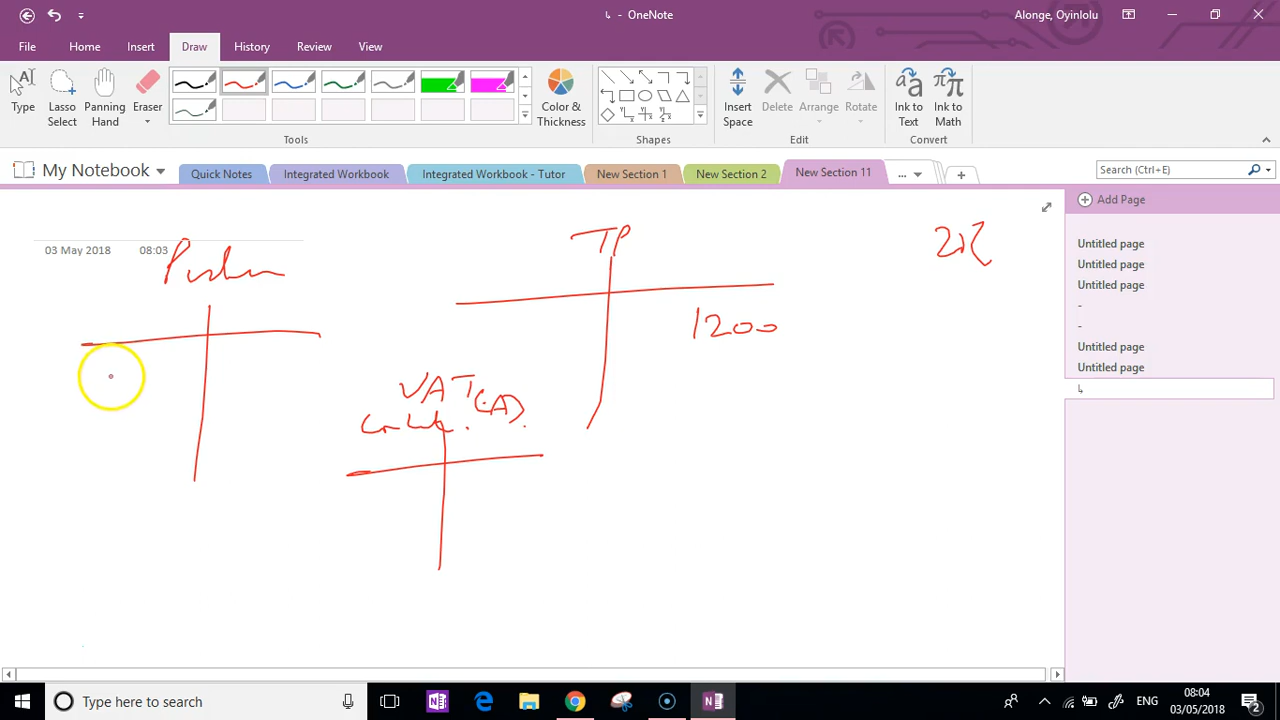 ↳ - OneNote
Alonge, Oyinlolu
File
Home
Insert
Draw
History
Review
View
Type
Lasso
Select
Panning
Hand
Eraser
Color &
Thickness
Insert
Space
Delete
Arrange
Rotate
Ink to
Text
Ink to
Math
Tools
Shapes
Edit
Convert
My Notebook
Quick Notes
Integrated Workbook
Integrated Workbook - Tutor
New Section 1
New Section 2
New Section 11
...
Search (Ctrl+E)
Add Page
03 May 2018
08:03
TP
1200
VAT
(A)
Untitled page
Untitled page
Untitled page
-
-
Untitled page
Untitled page
↳
Type here to search
ENG
08:04
03/05/2018
2